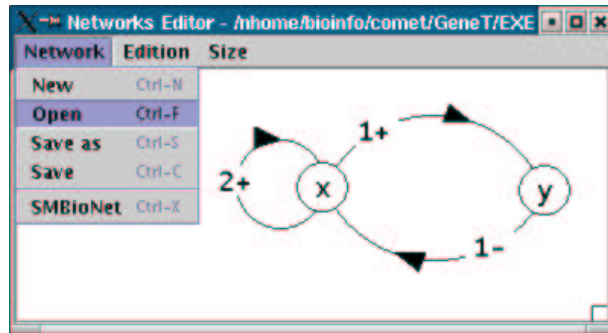 Networks Editor - /nhome/bioinfo/comet/GeneT/EXE
Network Edition Size
New Ctrl-N
Open Ctrl-F
Save as Ctrl-S
Save Ctrl-C
SMBioNet Ctrl-X
1+
2+
x
y
1-